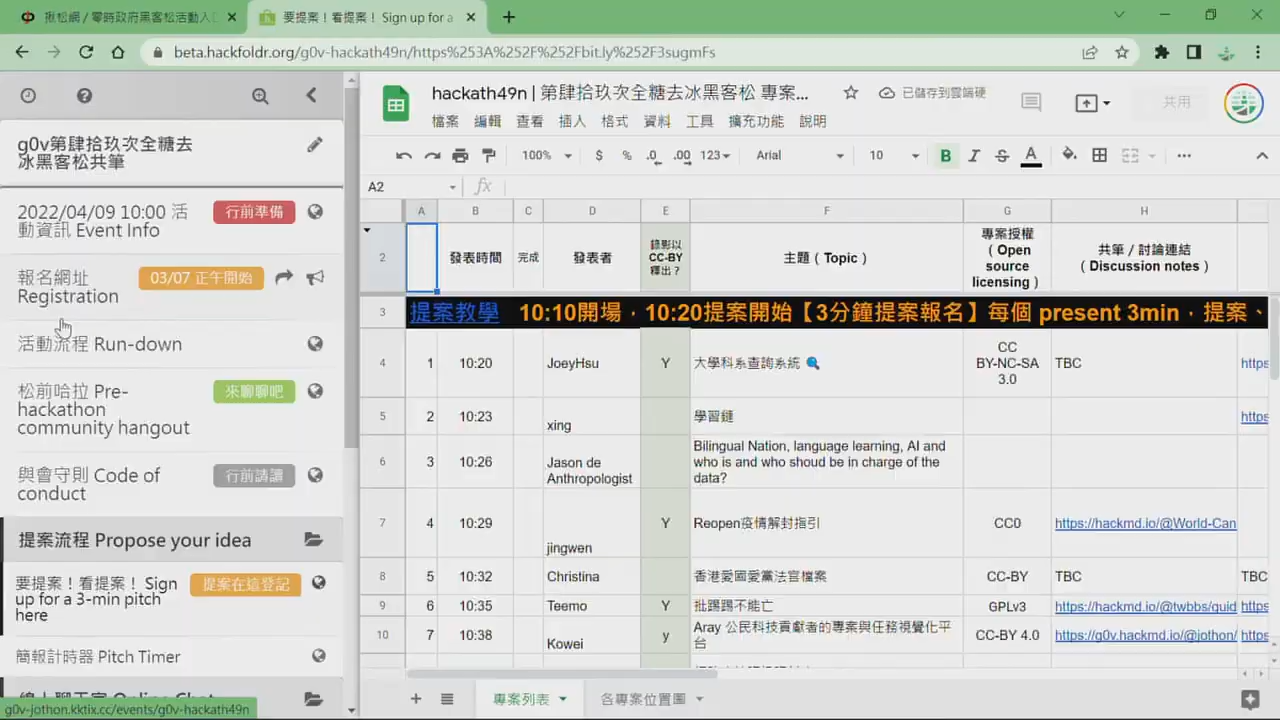 揪松網 / 零時政府黑客松活動人
要提案！看提案！ Sign up for a
beta.hackfoldr.org/g0v-hackath49n/https%253A%252F%252Fbit.ly%252F3sugmFs
g0v第肆拾玖次全糖去
冰黑客松共筆
2022/04/09 10:00 活
動資訊 Event Info
行前準備
報名網址
Registration
03/07 正午開始
活動流程 Run-down
松前哈拉 Pre-
hackathon
community hangout
來聊聊吧
與會守則 Code of
conduct
行前請讀
提案流程 Propose your idea
要提案！看提案！ Sign
up for a 3-min pitch
here
提案在這登記
簡報計時器 Pitch Timer
線上聊天室 Online Chat
g0v-jothon.kktix.cc/events/g0v-hackath49n
hackath49n | 第肆拾玖次全糖去冰黑客松 專案...
已儲存到雲端硬
共用
檔案 編輯 查看 插入 格式 資料 工具 擴充功能 說明
100% $ % .0 .00 123 Arial 10 B I S A
A2 fx
A B C D E F G H
2 發表時間 完成 發表者 錄影以 CC-BY 釋出？ 主題（Topic） 專案授權（Open source licensing） 共筆 / 討論連結（Discussion notes）
3 提案教學 10:10開場，10:20提案開始【3分鐘提案報名】每個 present 3min，提案、
4 1 10:20 JoeyHsu Y 大學科系查詢系統 🔍 CC BY-NC-SA 3.0 TBC https
5 2 10:23 xing 學習鏈 https
6 3 10:26 Jason de Anthropologist Bilingual Nation, language learning, AI and who is and who shoud be in charge of the data?
7 4 10:29 jingwen Y Reopen疫情解封指引 CC0 https://hackmd.io/@World-Can
8 5 10:32 Christina 香港愛國愛黨法官檔案 CC-BY TBC TBC
9 6 10:35 Teemo Y 批踢踢不能亡 GPLv3 https://hackmd.io/@twbbs/guid https
10 7 10:38 Kowei y Aray 公民科技貢獻者的專案與任務視覺化平台 CC-BY 4.0 https://g0v.hackmd.io/@jothon/ https
專案列表 各專案位置圖